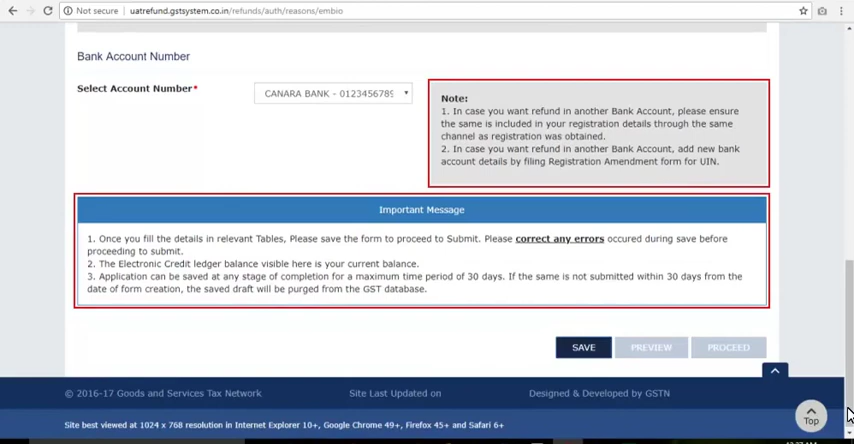 Not secure | uatrefund.gstsystem.co.in/refunds/auth/reasons/embio
Bank Account Number
Select Account Number*
CANARA BANK - 0123456789
Note:
1. In case you want refund in another Bank Account, please ensure
the same is included in your registration details through the same
channel as registration was obtained.
2. In case you want refund in another Bank Account, add new bank
account details by filing Registration Amendment form for UIN.
Important Message
1. Once you fill the details in relevant Tables, Please save the form to proceed to Submit. Please correct any errors occured during save before
proceeding to submit.
2. The Electronic Credit ledger balance visible here is your current balance.
3. Application can be saved at any stage of completion for a maximum time period of 30 days. If the same is not submitted within 30 days from the
date of form creation, the saved draft will be purged from the GST database.
SAVE PREVIEW PROCEED
© 2016-17 Goods and Services Tax Network Site Last Updated on Designed & Developed by GSTN
Site best viewed at 1024 x 768 resolution in Internet Explorer 10+, Google Chrome 49+, Firefox 45+ and Safari 6+
Top